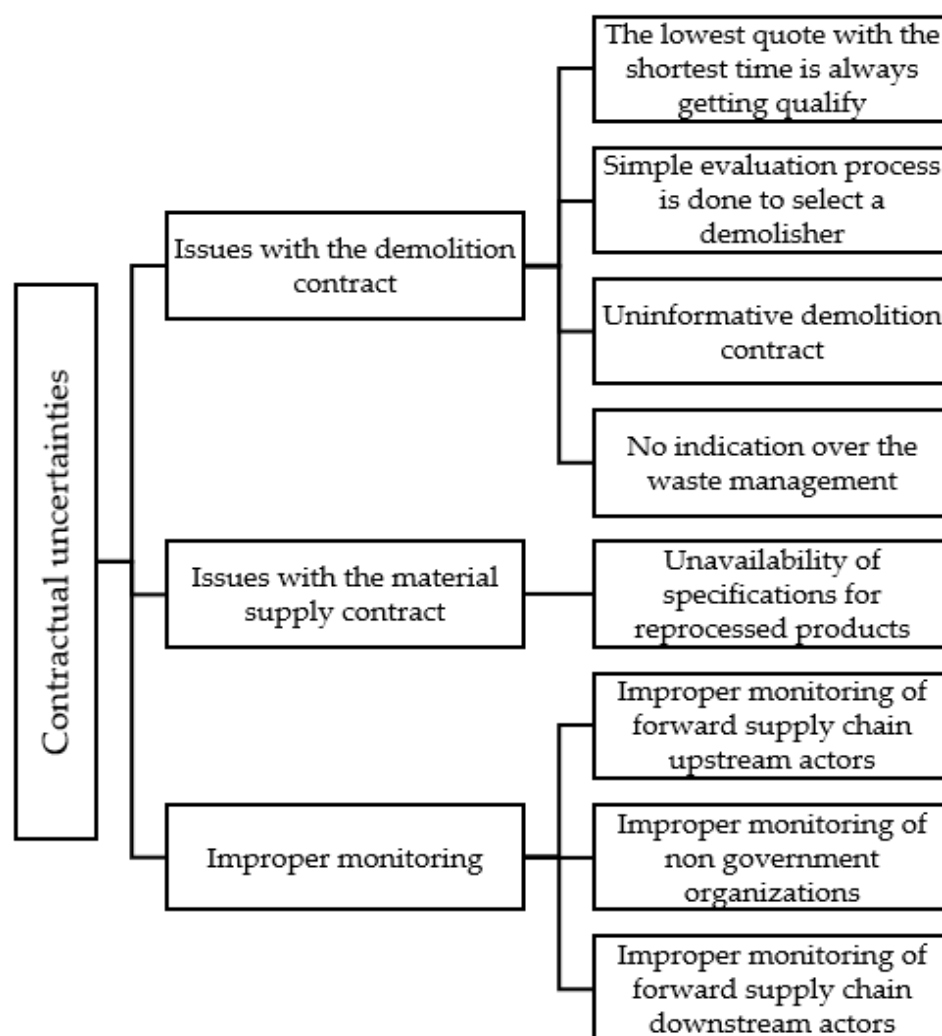 Contractual uncertainties
Issues with the demolition
contract
The lowest quote with the
shortest time is always
getting qualify
Simple evaluation process
is done to select a
demolisher
Uninformative demolition
contract
No indication over the
waste management
Issues with the material
supply contract
Unavailability of
specifications for
reprocessed products
Improper monitoring
Improper monitoring of
forward supply chain
upstream actors
Improper monitoring of
non government
organizations
Improper monitoring of
forward supply chain
downstream actors